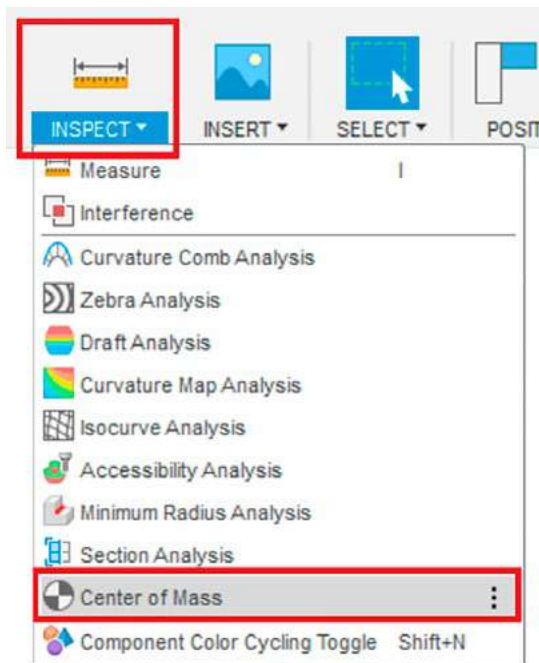 INSPECT INSERT SELECT POSIT
Measure I
Interference
Curvature Comb Analysis
Zebra Analysis
Draft Analysis
Curvature Map Analysis
Isocurve Analysis
Accessibility Analysis
Minimum Radius Analysis
Section Analysis
Center of Mass
Component Color Cycling Toggle Shift+N